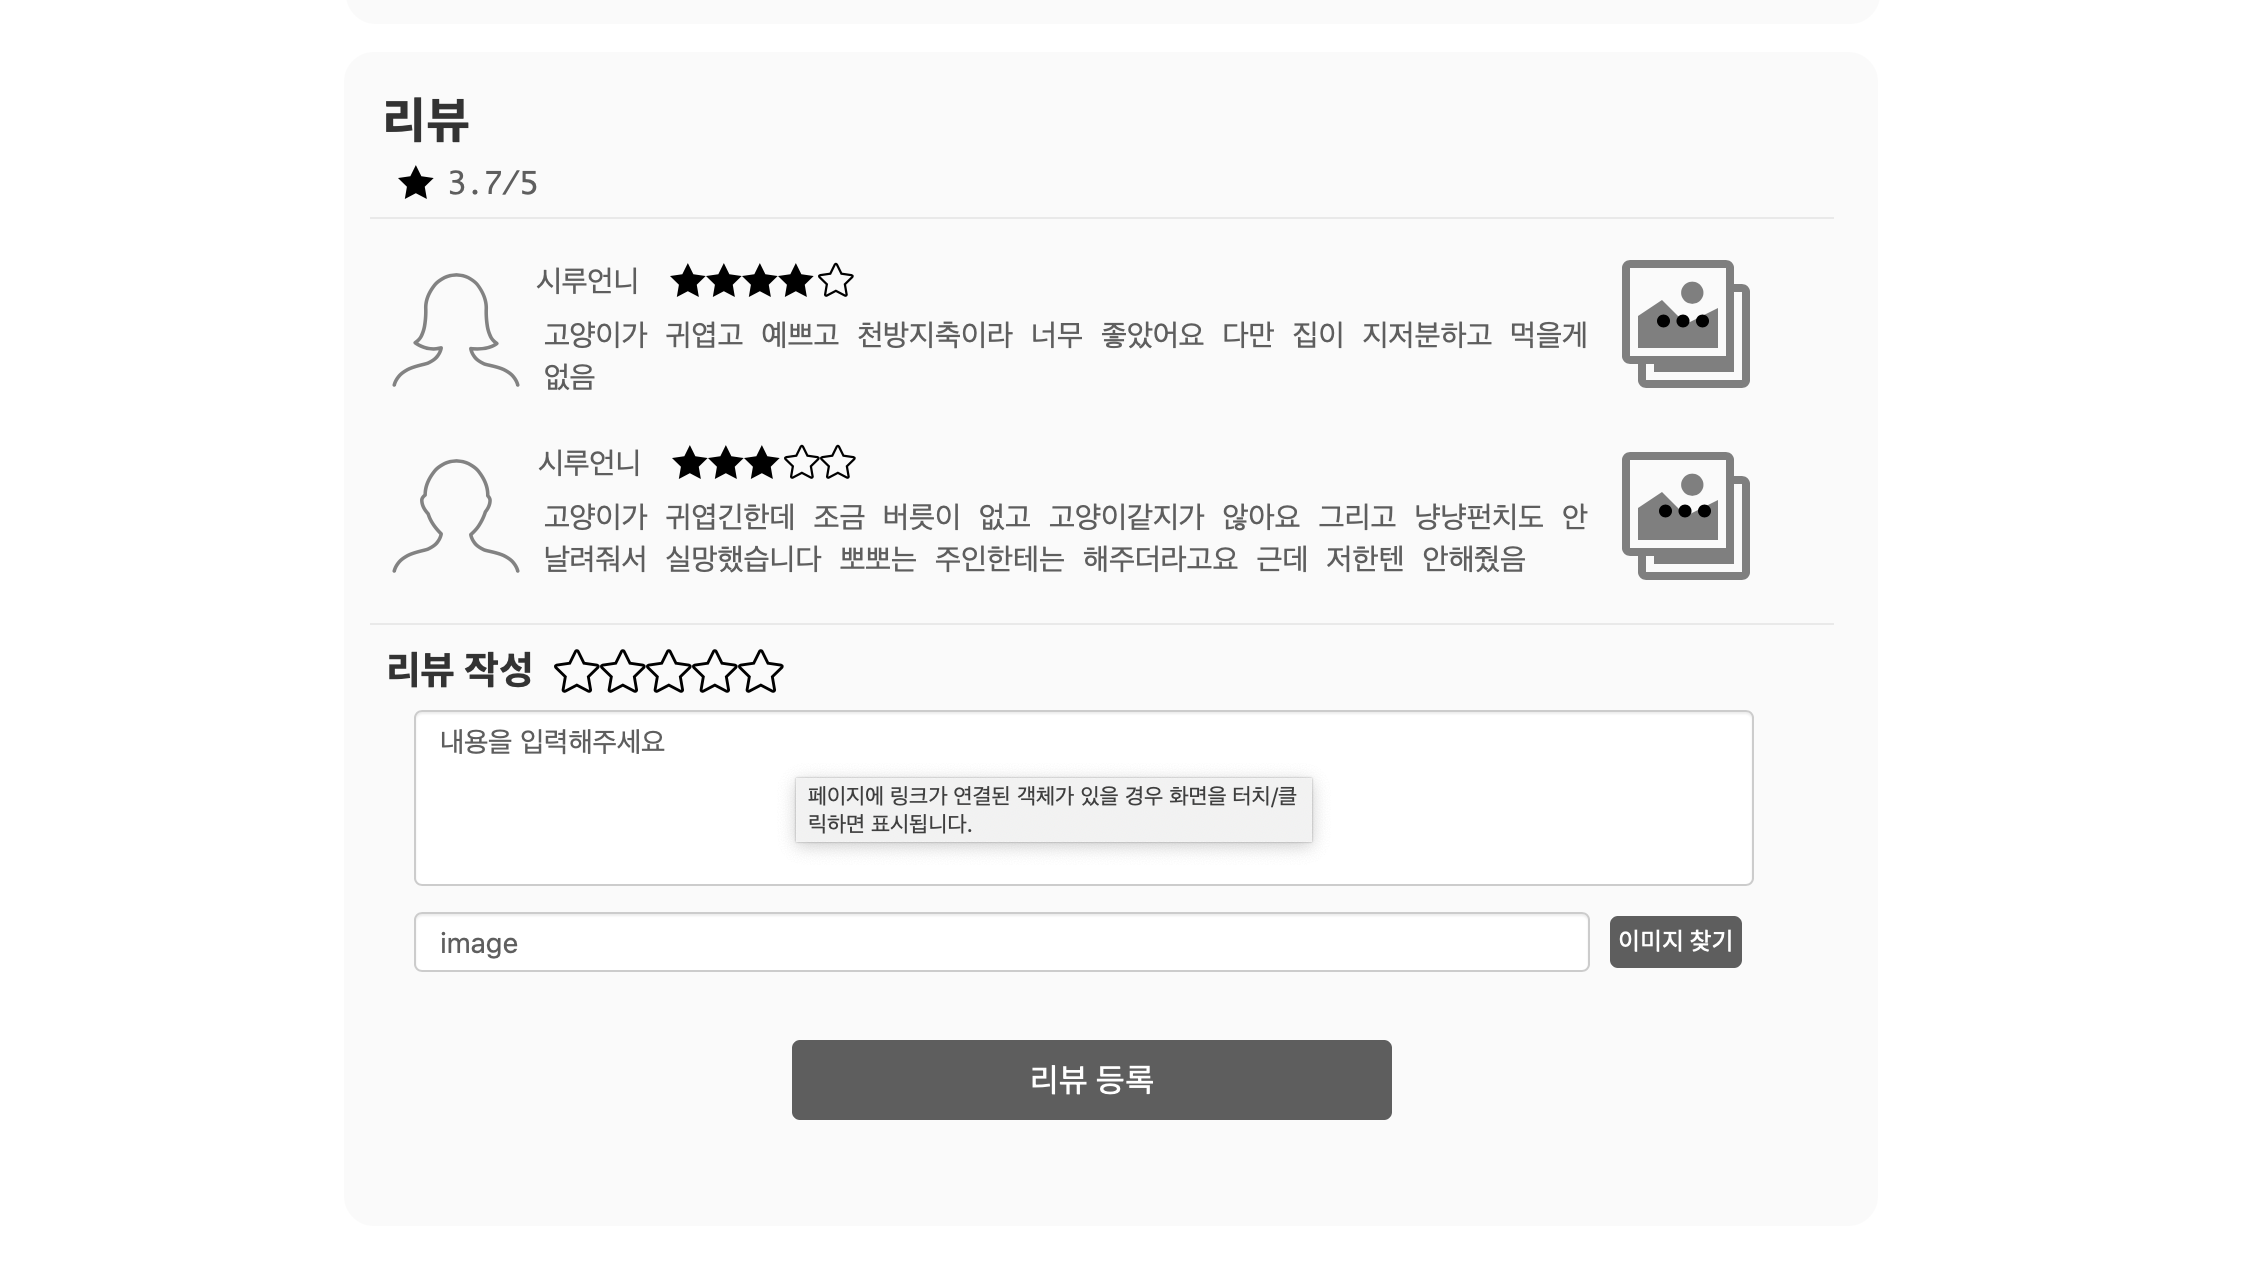 리뷰
3.7/5
시루언니
고양이가 귀엽고 예쁘고 천방지축이라 너무 좋았어요 다만 집이 지저분하고 먹을게
없음
시루언니
고양이가 귀엽긴한데 조금 버릇이 없고 고양이같지가 않아요 그리고 냥냥펀치도 안
날려줘서 실망했습니다 뽀뽀는 주인한테는 해주더라고요 근데 저한텐 안해줬음
리뷰 작성
내용을 입력해주세요
페이지에 링크가 연결된 객체가 있을 경우 화면을 터치/클
릭하면 표시됩니다.
image
이미지 찾기
리뷰 등록